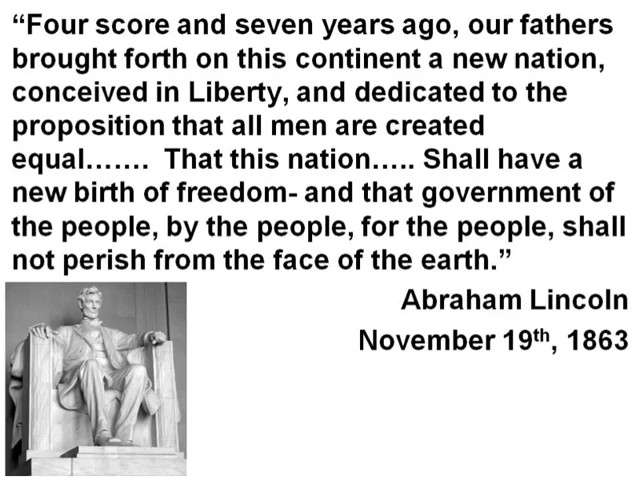 “Four score and seven years ago, our fathers
brought forth on this continent a new nation,
conceived in Liberty, and dedicated to the
proposition that all men are created
equal……. That this nation….. Shall have a
new birth of freedom- and that government of
the people, by the people, for the people, shall
not perish from the face of the earth.”
Abraham Lincoln
November 19th, 1863